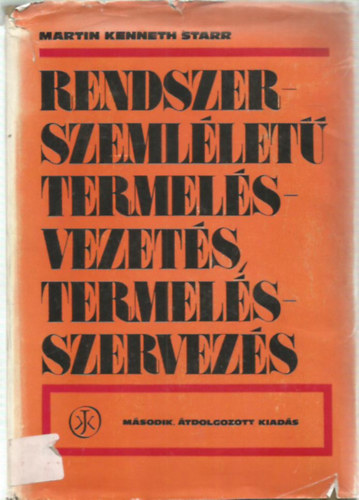 MARTIN KENNETH STARR
RENDSZER-
SZEMLÉLETŰ
TERMELÉS-
VEZETÉS,
TERMELÉS-
SZERVEZÉS
MÁSODIK, ÁTDOLGOZOTT KIADÁS